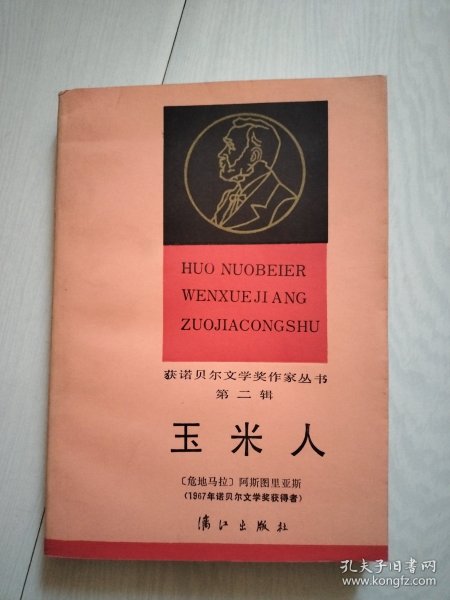 HUO NUOBEIER
WENXUEJIANG
ZUOJIACONGSHU
获诺贝尔文学奖作家丛书
第二辑
玉米人
〔危地马拉〕阿斯图里亚斯
(1967年诺贝尔文学奖获得者)
漓江出版社
孔夫子旧书网
www.kongfz.com